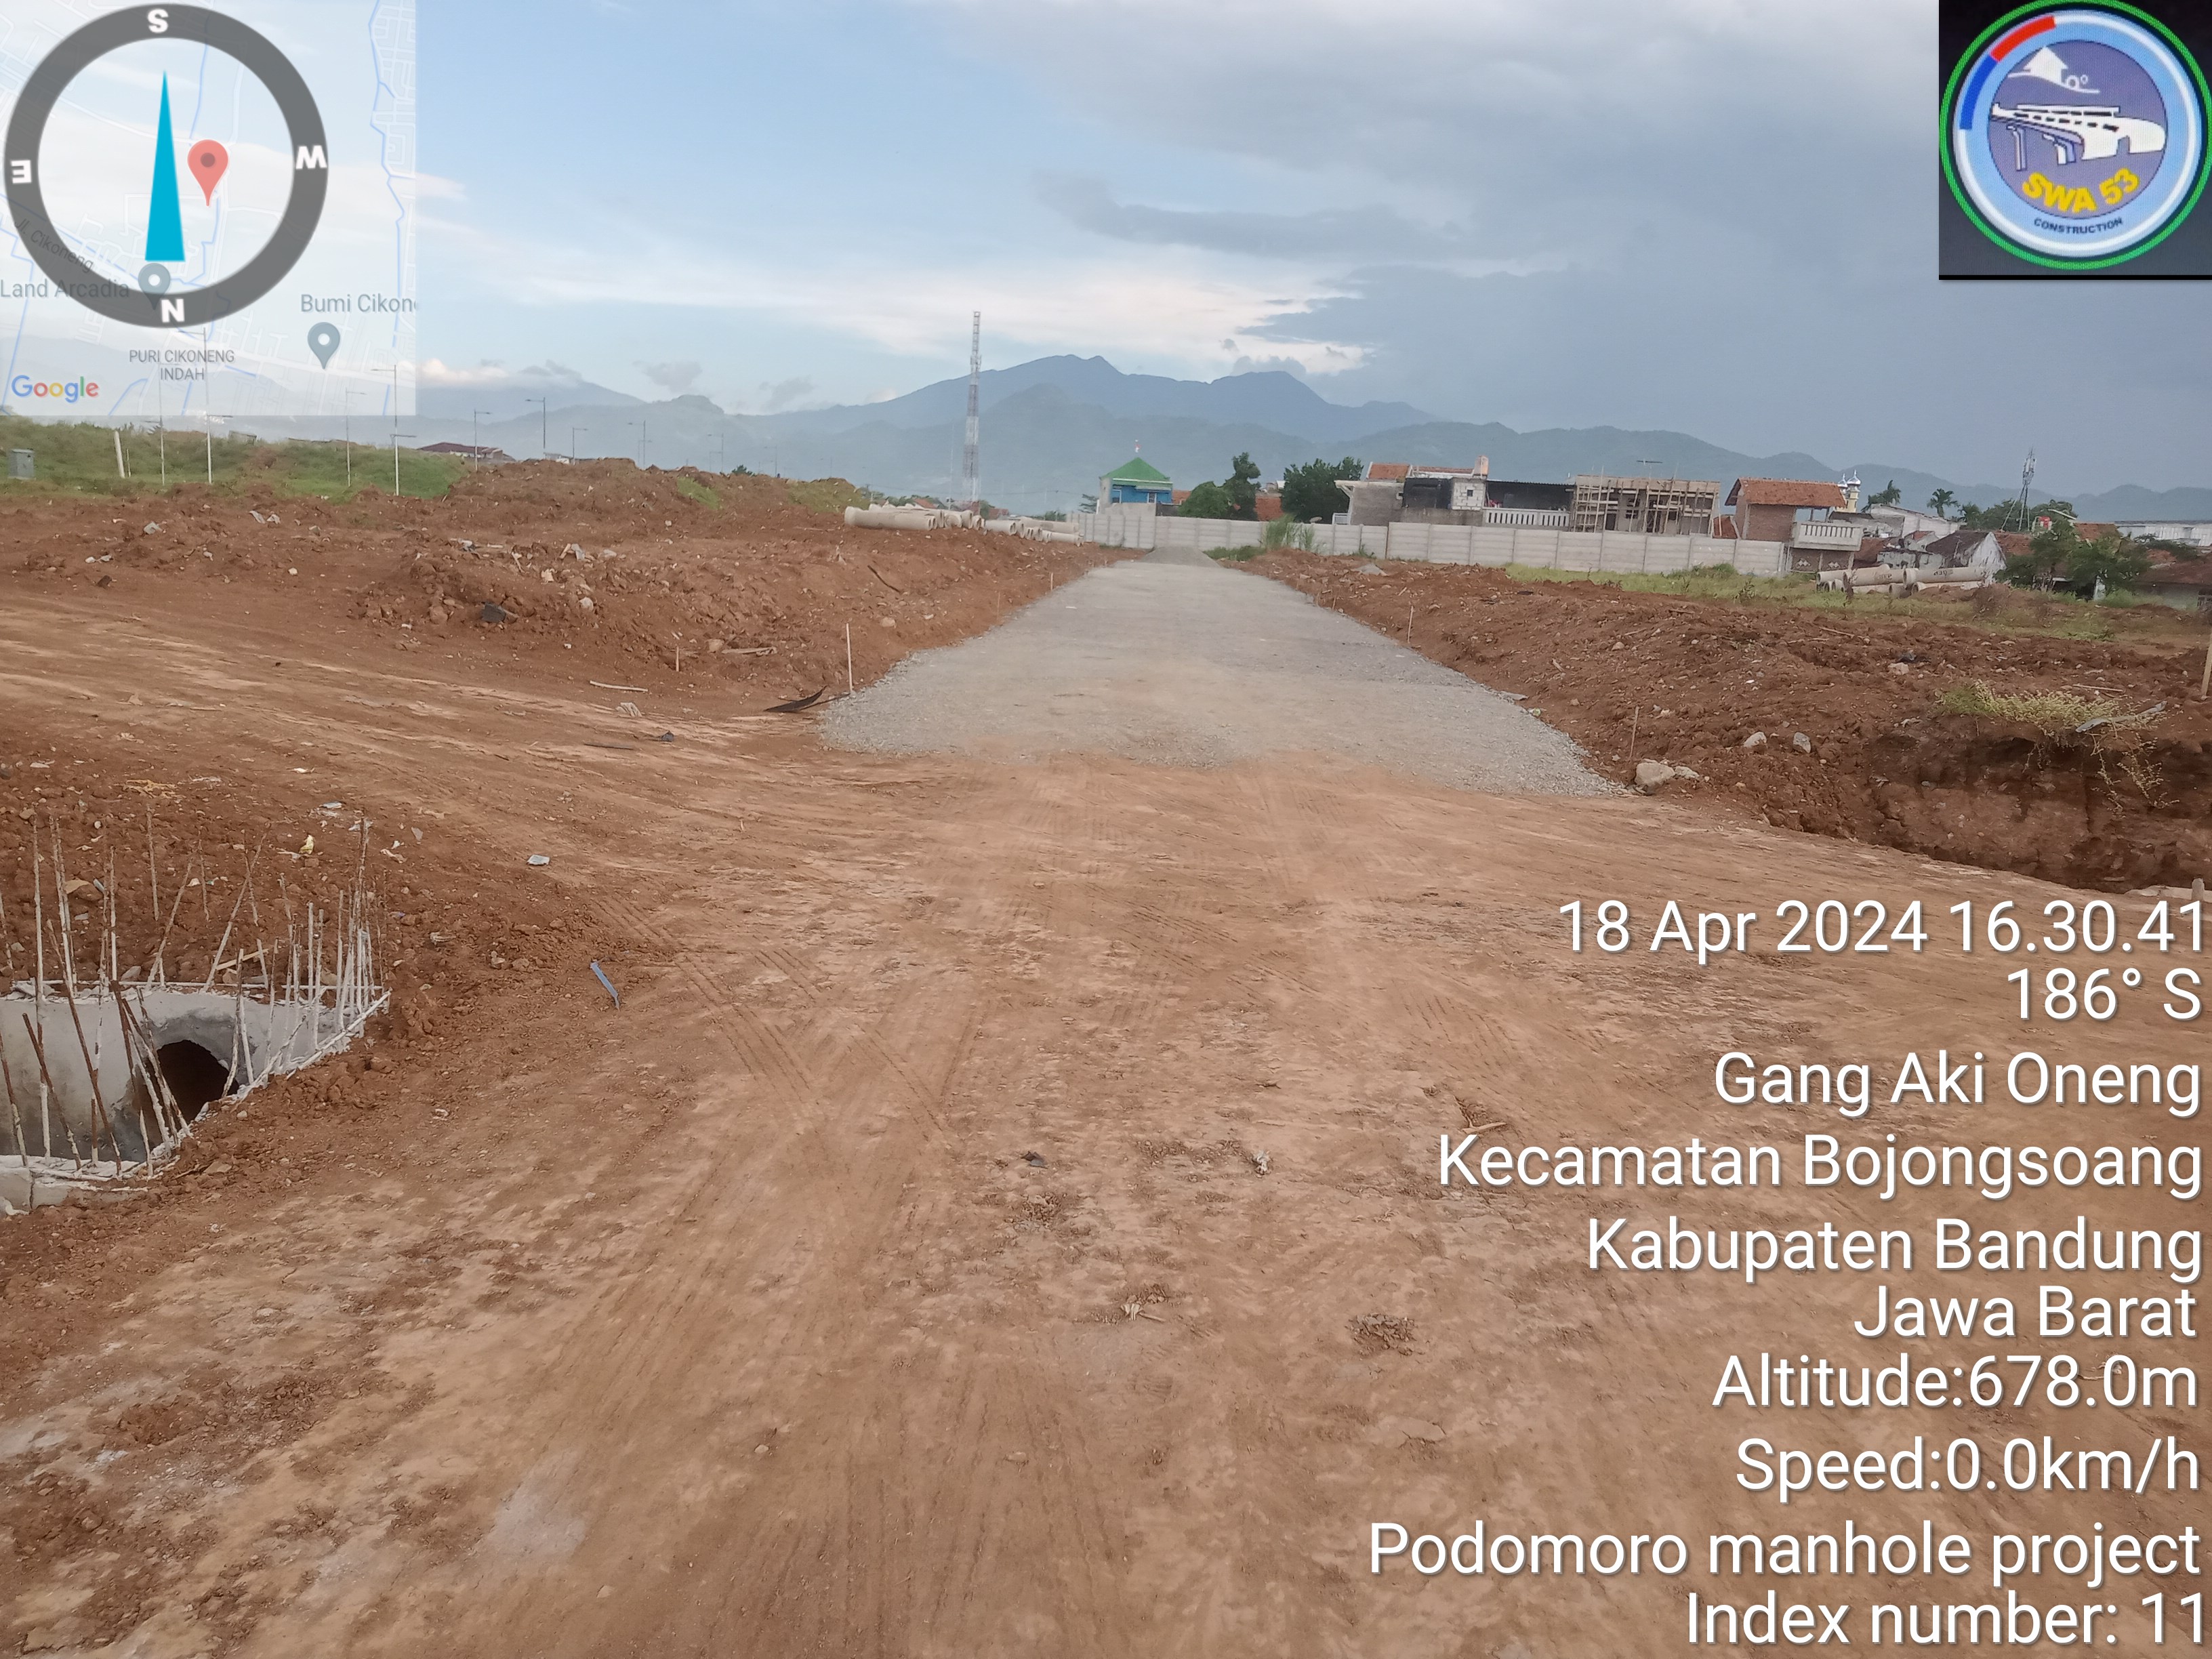 S
E
W
N
Jl. Cikoneng
Land Arcadia
Bumi Cikon
PURI CIKONENG
INDAH
Google
SWA 53
CONSTRUCTION
18 Apr 2024 16.30.41
186° S
Gang Aki Oneng
Kecamatan Bojongsoang
Kabupaten Bandung
Jawa Barat
Altitude:678.0m
Speed:0.0km/h
Podomoro manhole project
Index number: 11